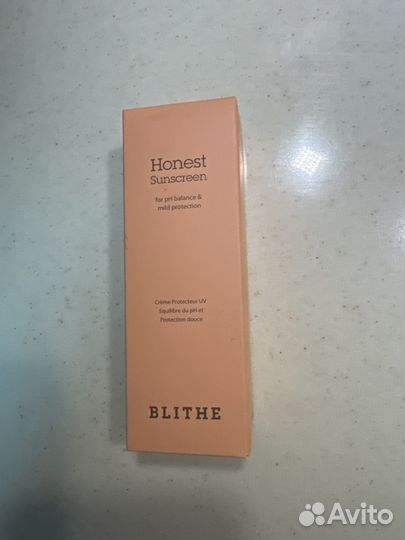 Honest
Sunscreen
for pH balance &
mild protection
Crème Protecteur UV
Equilibre du pH et
Protection douce
BLITHE
Avito